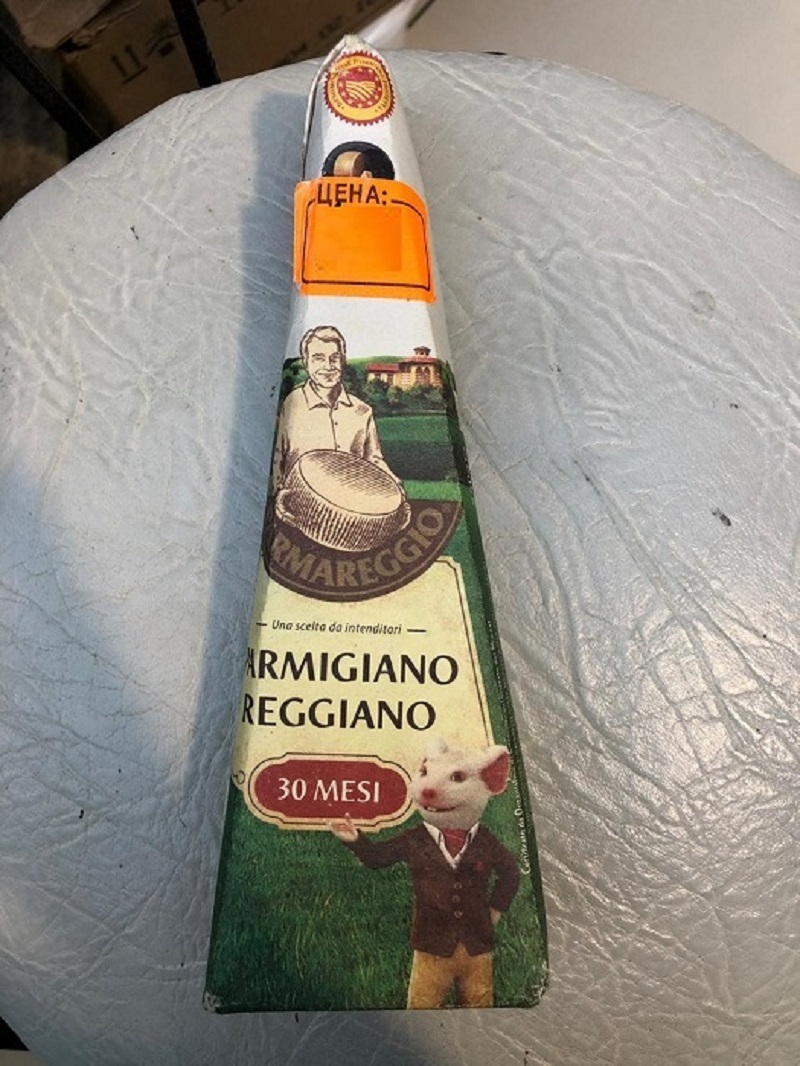 ЦЕНА:
RMAREGGIO
Una scelta da intenditori
ARMIGIANO
REGGIANO
30 MESI